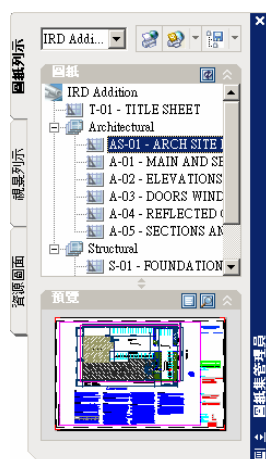 IRD Addi...
圖紙
IRD Addition
T-01 - TITLE SHEET
Architectural
AS-01 - ARCH SITE
A-01 - MAIN AND SE
A-02 - ELEVATIONS
A-03 - DOORS WIND
A-04 - REFLECTED
A-05 - SECTIONS AN
Structural
S-01 - FOUNDATION
預覽
圖紙列示
視景列示
資源圖面
圖紙集管理員